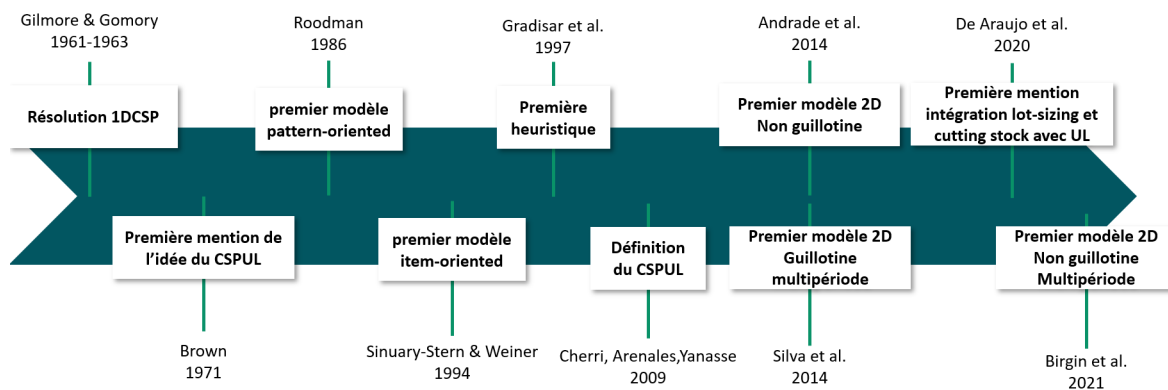 Gilmore & Gomory
1961-1963
Résolution 1DCSP
Roodman
1986
premier modèle
pattern-oriented
Gradisar et al.
1997
Première
heuristique
Andrade et al.
2014
Premier modèle 2D
Non guillotine
De Araujo et al.
2020
Première mention
intégration lot-sizing et
cutting stock avec UL
Première mention de
l'idée du CSPUL
Brown
1971
premier modèle
item-oriented
Sinuary-Stern & Weiner
1994
Définition
du CSPUL
Cherri, Arenales,Yanasse
2009
Premier modèle 2D
Guillotine
multipériode
Silva et al.
2014
Premier modèle 2D
Non guillotine
Multipériode
Birgin et al.
2021